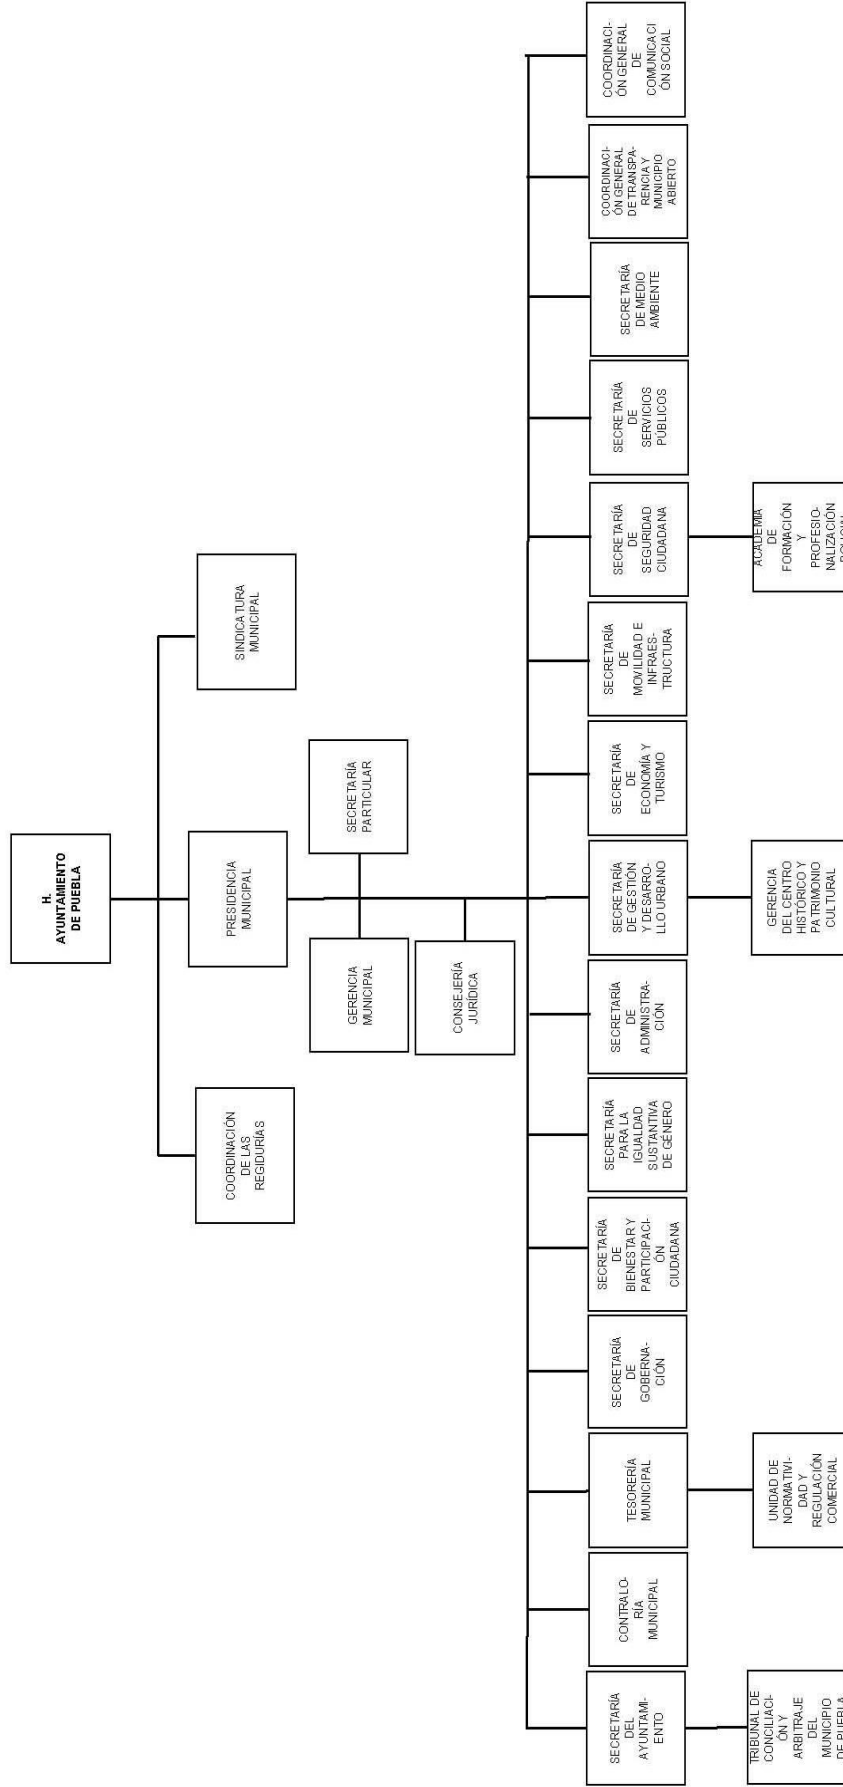 H.
AYUNTAMIENTO
DE PUEBLA
COORDINACIÓN
DE LAS
REGIDURÍAS
PRESIDENCIA
MUNICIPAL
SINDICATURA
MUNICIPAL
GERENCIA
MUNICIPAL
SECRETARÍA
PARTICULAR
CONSEJERÍA
JURÍDICA
SECRETARÍA
DEL
AYUNTAMI-
ENTO
CONTRALO-
RÍA
MUNICIPAL
TESORERÍA
MUNICIPAL
SECRETARÍA
DE
GOBERNA-
CIÓN
SECRETARÍA
DE
BIENESTAR Y
PARTICIPACI-
ÓN
CIUDADANA
SECRETARÍA
PARA LA
IGUALDAD
SUSTANTIVA
DE GÉNERO
SECRETARÍA
DE
ADMINISTRA-
CIÓN
SECRETARÍA
DE GESTIÓN
Y DESARRO-
LLO URBANO
SECRETARÍA
DE
ECONOMÍA Y
TURISMO
SECRETARÍA
DE
MOVILIDAD E
INFRAES-
TRUCTURA
SECRETARÍA
DE
SEGURIDAD
CIUDADANA
SECRETARÍA
DE
SERVICIOS
PÚBLICOS
SECRETARÍA
DE MEDIO
AMBIENTE
COORDINACI-
ÓN GENERAL
DE TRANSPA-
RENCIA Y
MUNICIPIO
ABIERTO
COORDINACI-
ÓN GENERAL
DE
COMUNICACI
ÓN SOCIAL
TRIBUNAL DE
CONCILIACI-
ÓN Y
ARBITRAJE
DEL
MUNICIPIO
DE PUEBLA
UNIDAD DE
NORMATIVI-
DAD Y
REGULACIÓN
COMERCIAL
GERENCIA
DEL CENTRO
HISTÓRICO Y
PATRIMONIO
CULTURAL
ACADEMIA
DE
FORMACIÓN
Y
PROFESIO-
NALIZACIÓN
POLICIAL